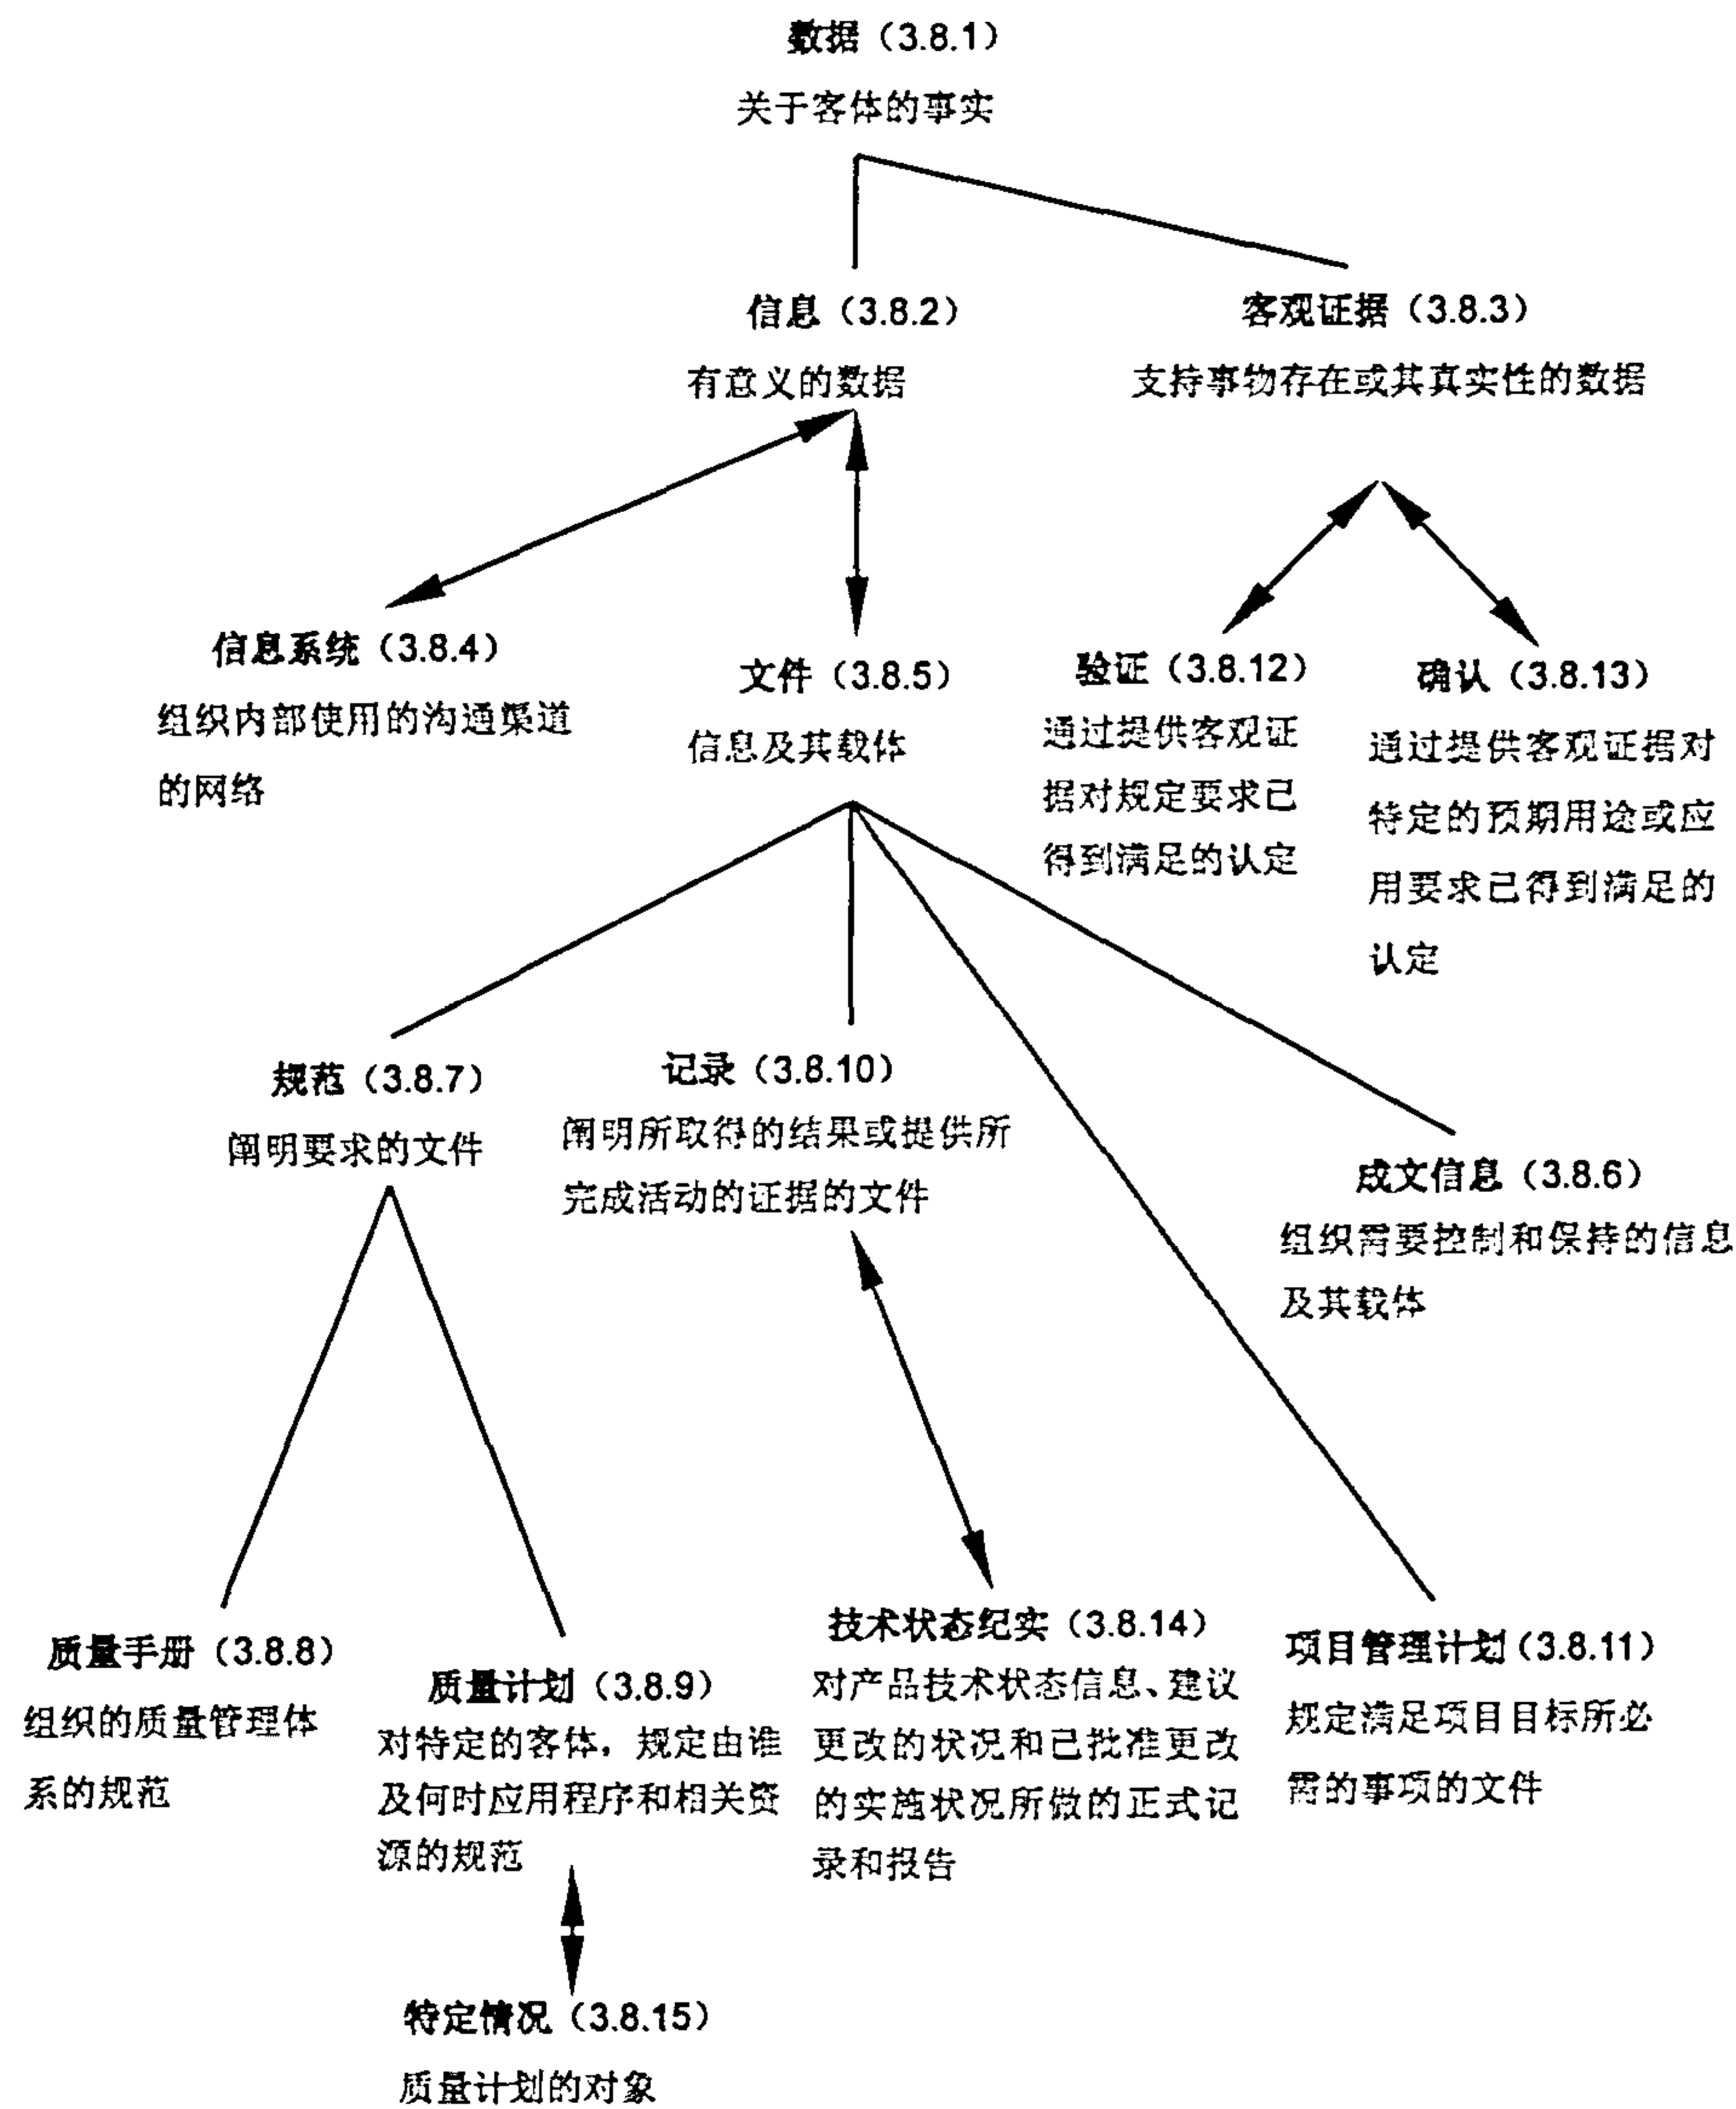 数据（3.8.1）
关于客体的事实
信息（3.8.2）
有意义的数据
客观证据（3.8.3）
支持事物存在或其真实性的数据
信息系统（3.8.4）
组织内部使用的沟通渠道
的网络
文件（3.8.5）
信息及其载体
验证（3.8.12）
通过提供客观证
据对规定要求已
得到满足的认定
确认（3.8.13）
通过提供客观证据对
特定的预期用途或应
用要求已得到满足的
认定
规范（3.8.7）
阐明要求的文件
记录（3.8.10）
阐明所取得的结果或提供所
完成活动的证据的文件
成文信息（3.8.6）
组织需要控制和保持的信息
及其载体
质量手册（3.8.8）
组织的质量管理体
系的规范
质量计划（3.8.9）
对特定的客体，规定由谁
及何时应用程序和相关资
源的规范
技术状态纪实（3.8.14）
对产品技术状态信息、建议
更改的状况和已批准更改
的实施状况所做的正式记
录和报告
项目管理计划（3.8.11）
规定满足项目目标所必
需的事项的文件
特定情况（3.8.15）
质量计划的对象